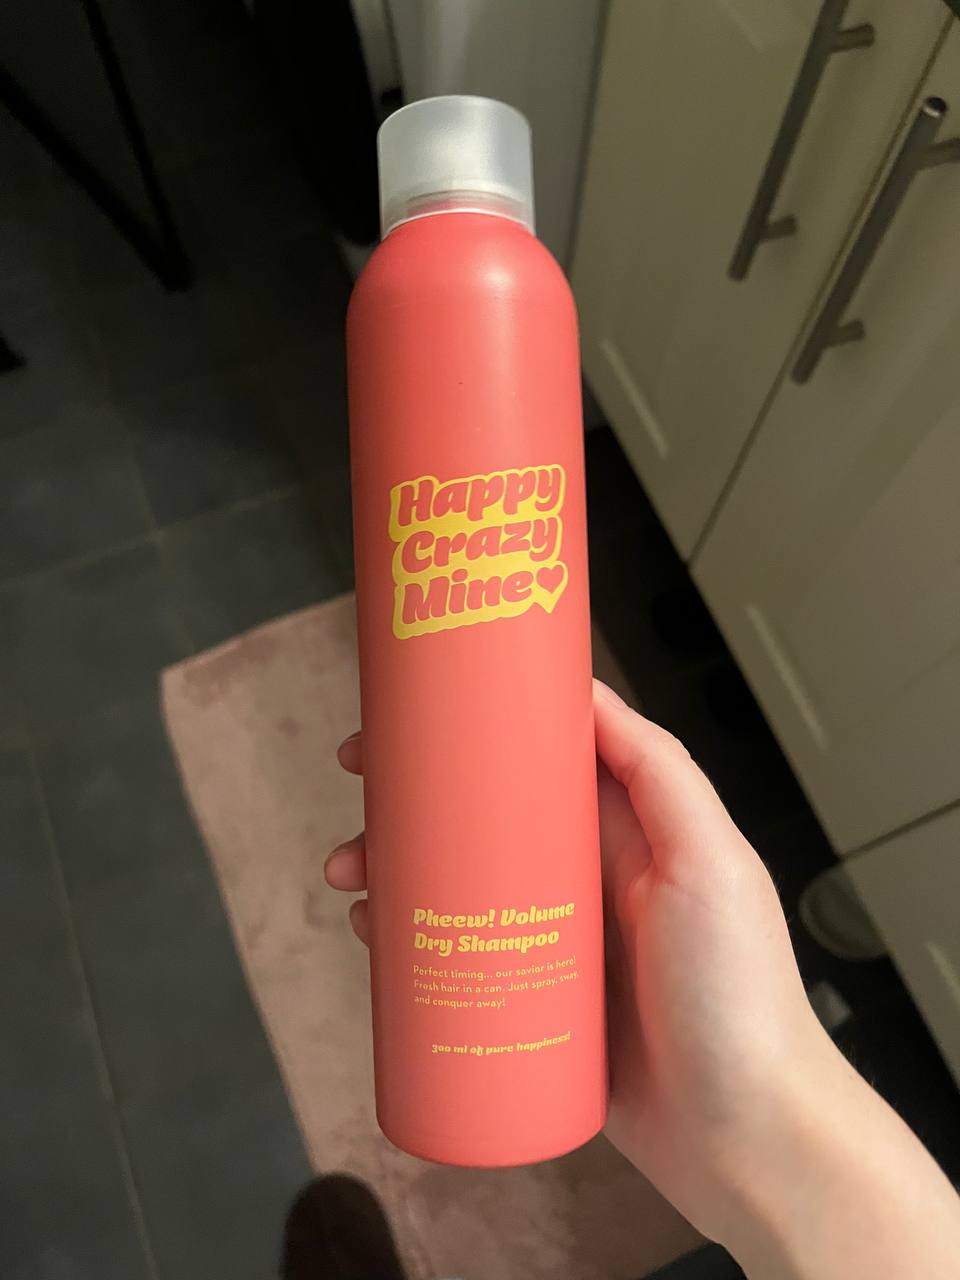 Happy
Crazy
Mine
Pheew! Volume
Dry Shampoo
Perfect timing... our savior is here!
Fresh hair in a can. Just spray, sway,
and conquer away!
300 ml of pure happiness!